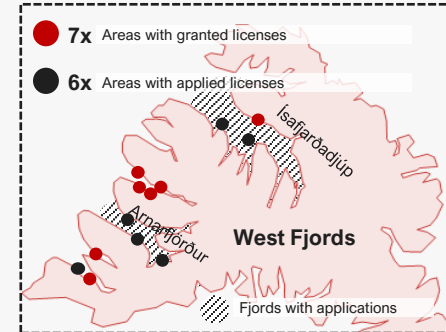 7x Areas with granted licenses
6x Areas with applied licenses
Ísafjarðadjúp
Arnarfjörður
West Fjords
Fjords with applications